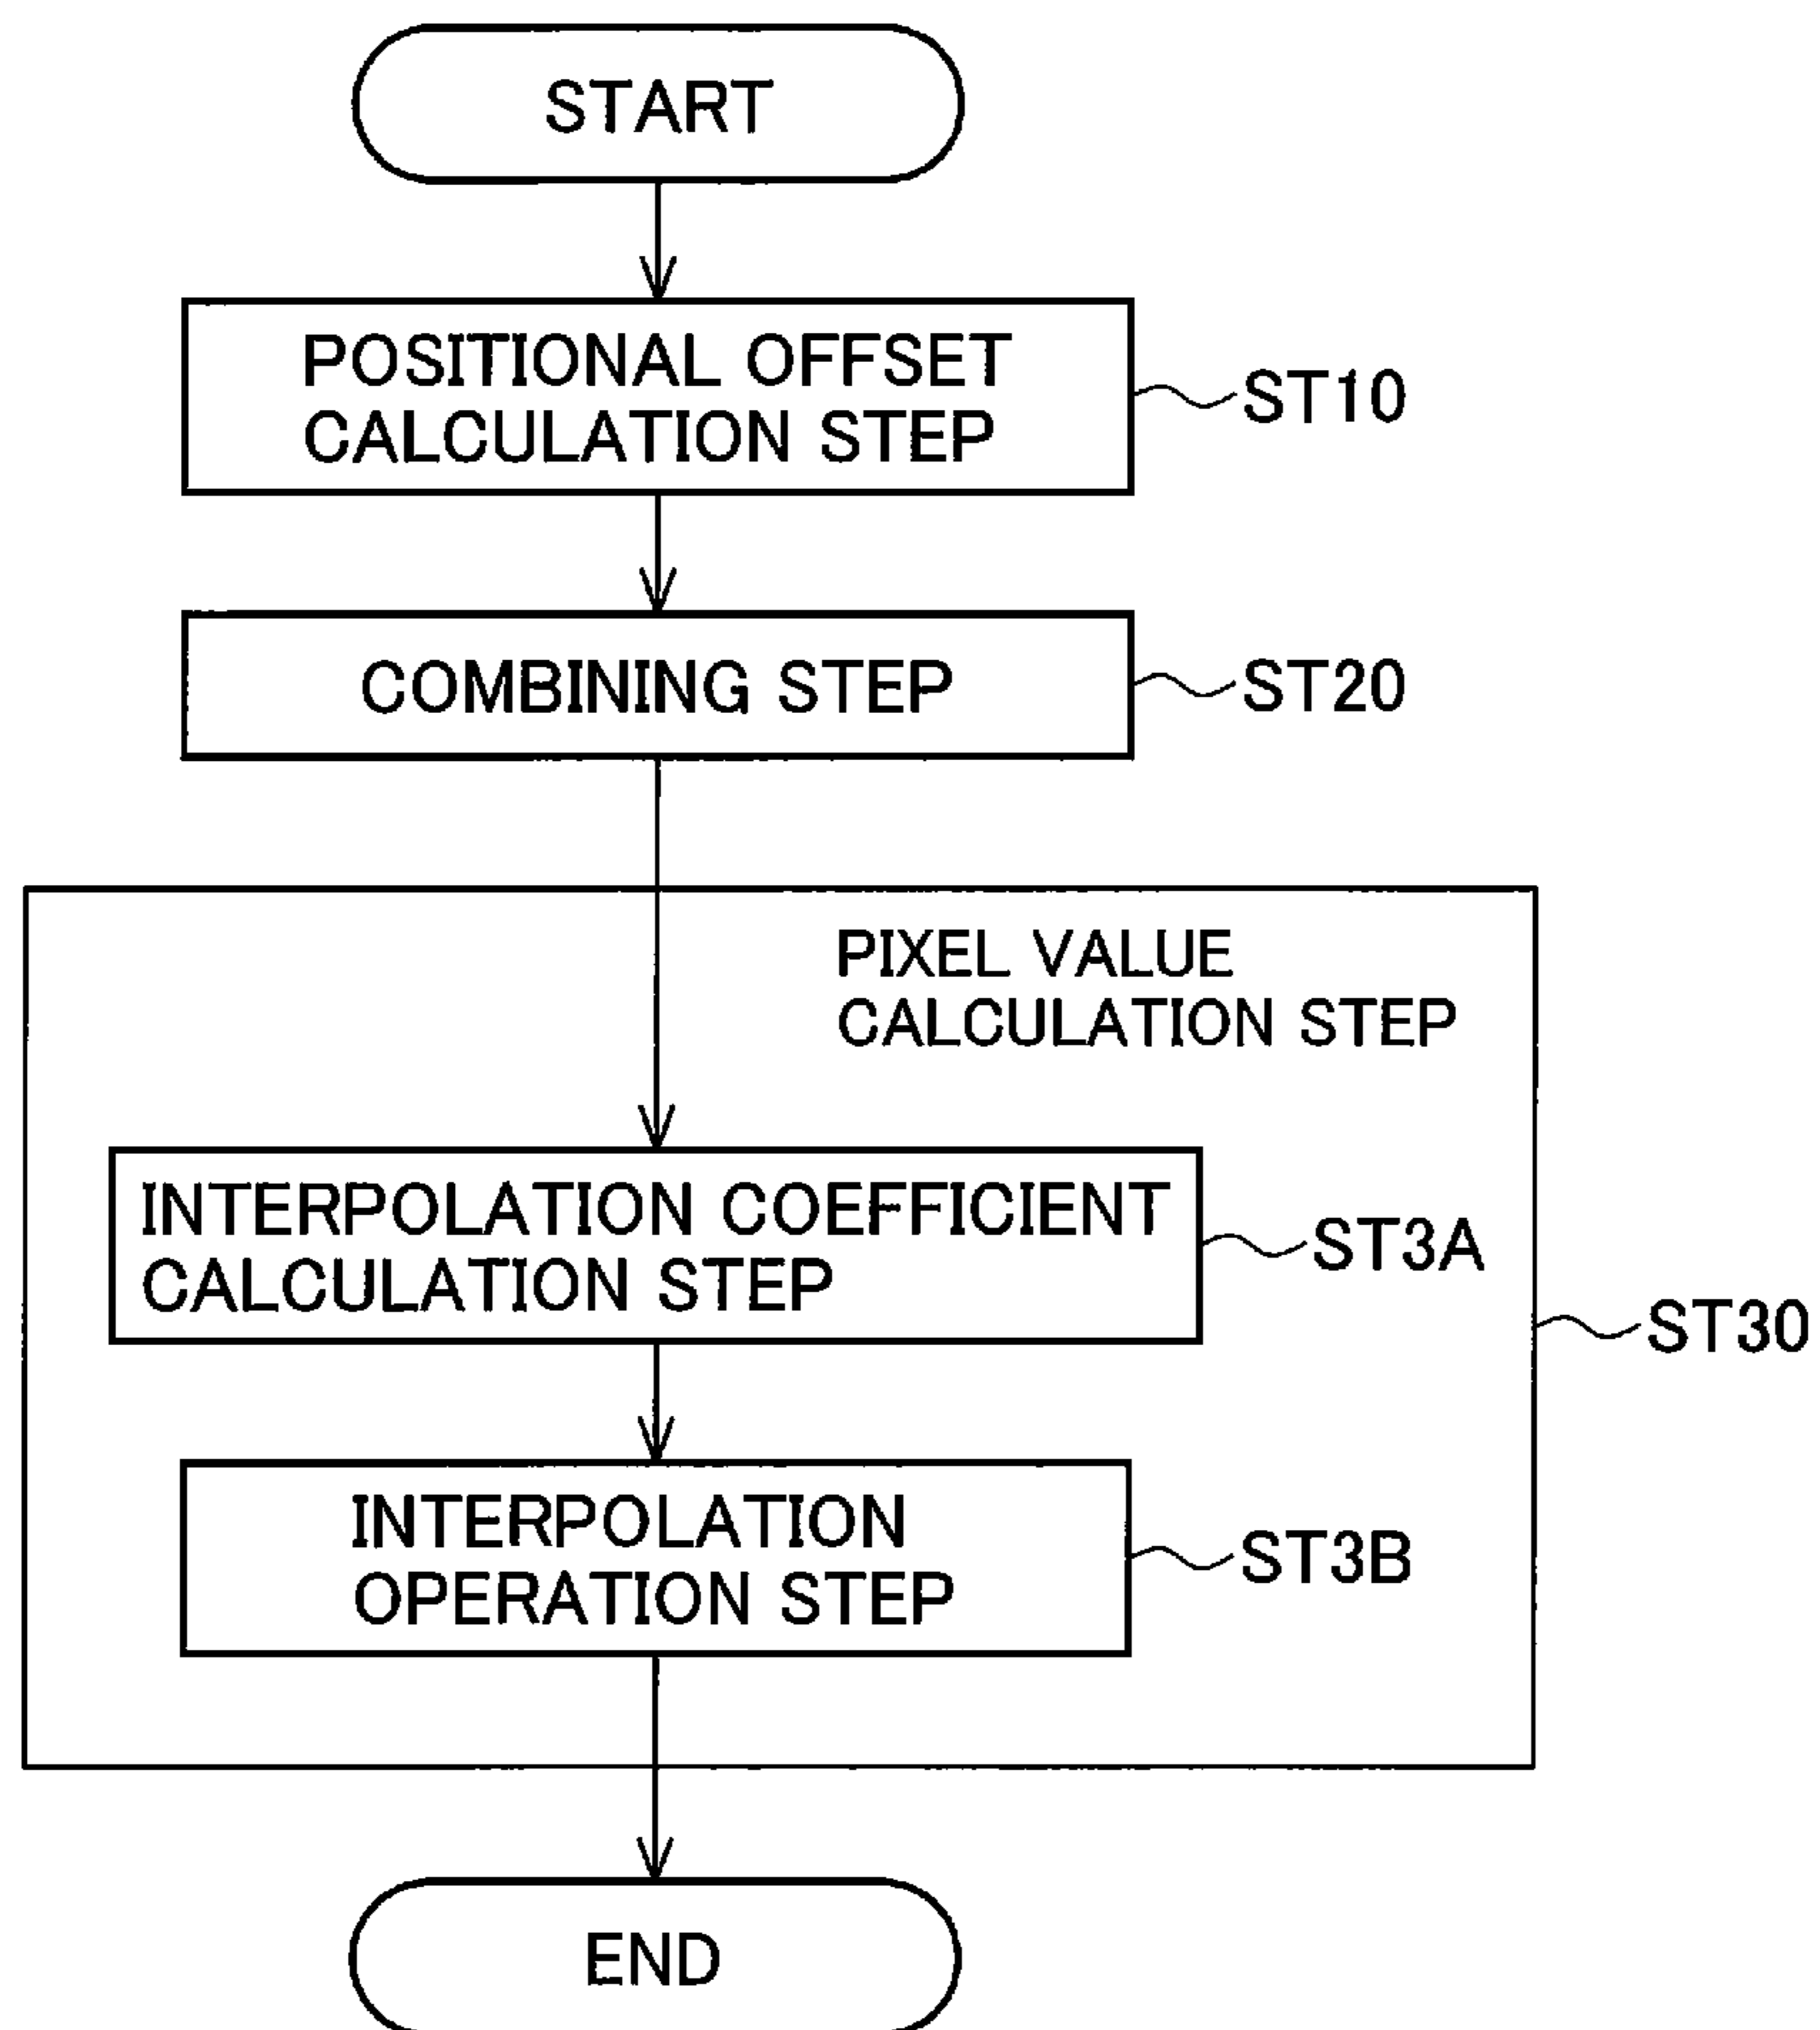 START
POSITIONAL OFFSET
CALCULATION STEP
ST10
COMBINING STEP
ST20
PIXEL VALUE
CALCULATION STEP
INTERPOLATION COEFFICIENT
CALCULATION STEP
ST3A
ST30
INTERPOLATION
OPERATION STEP
ST3B
END